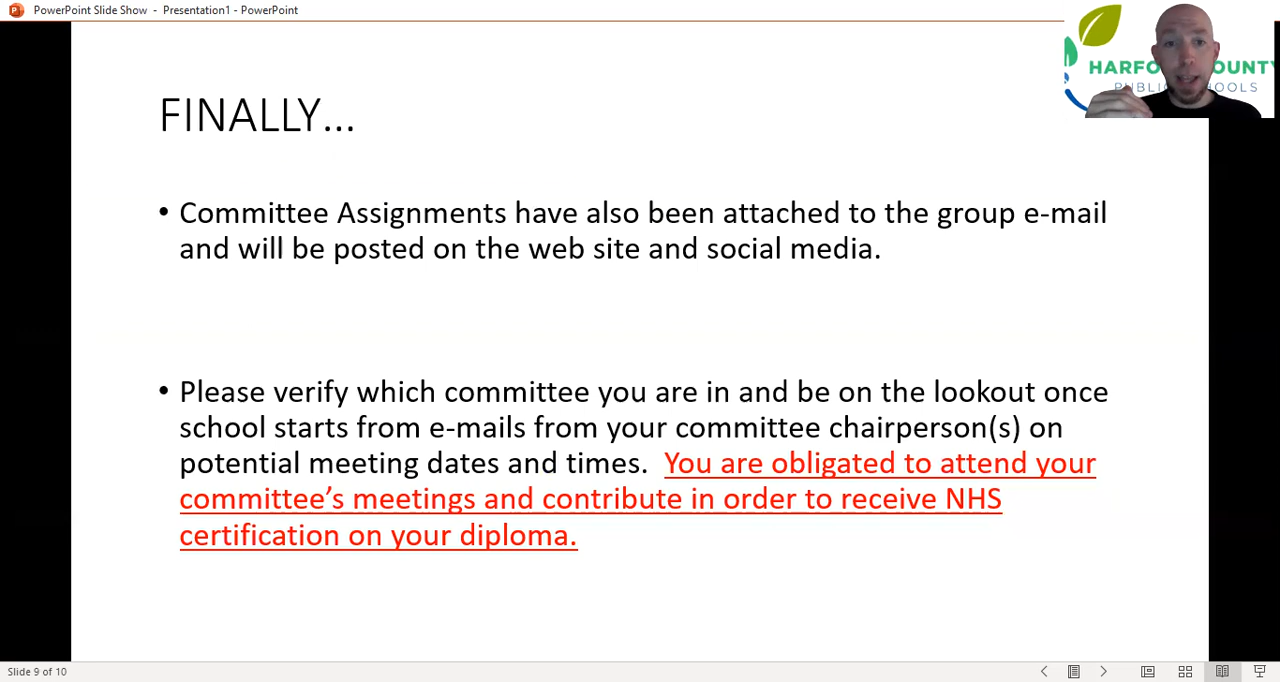 PowerPoint Slide Show - Presentation1 - PowerPoint
FINALLY...
• Committee Assignments have also been attached to the group e-mail
and will be posted on the web site and social media.
• Please verify which committee you are in and be on the lookout once
school starts from e-mails from your committee chairperson(s) on
potential meeting dates and times. You are obligated to attend your
committee’s meetings and contribute in order to receive NHS
certification on your diploma.
Slide 9 of 10